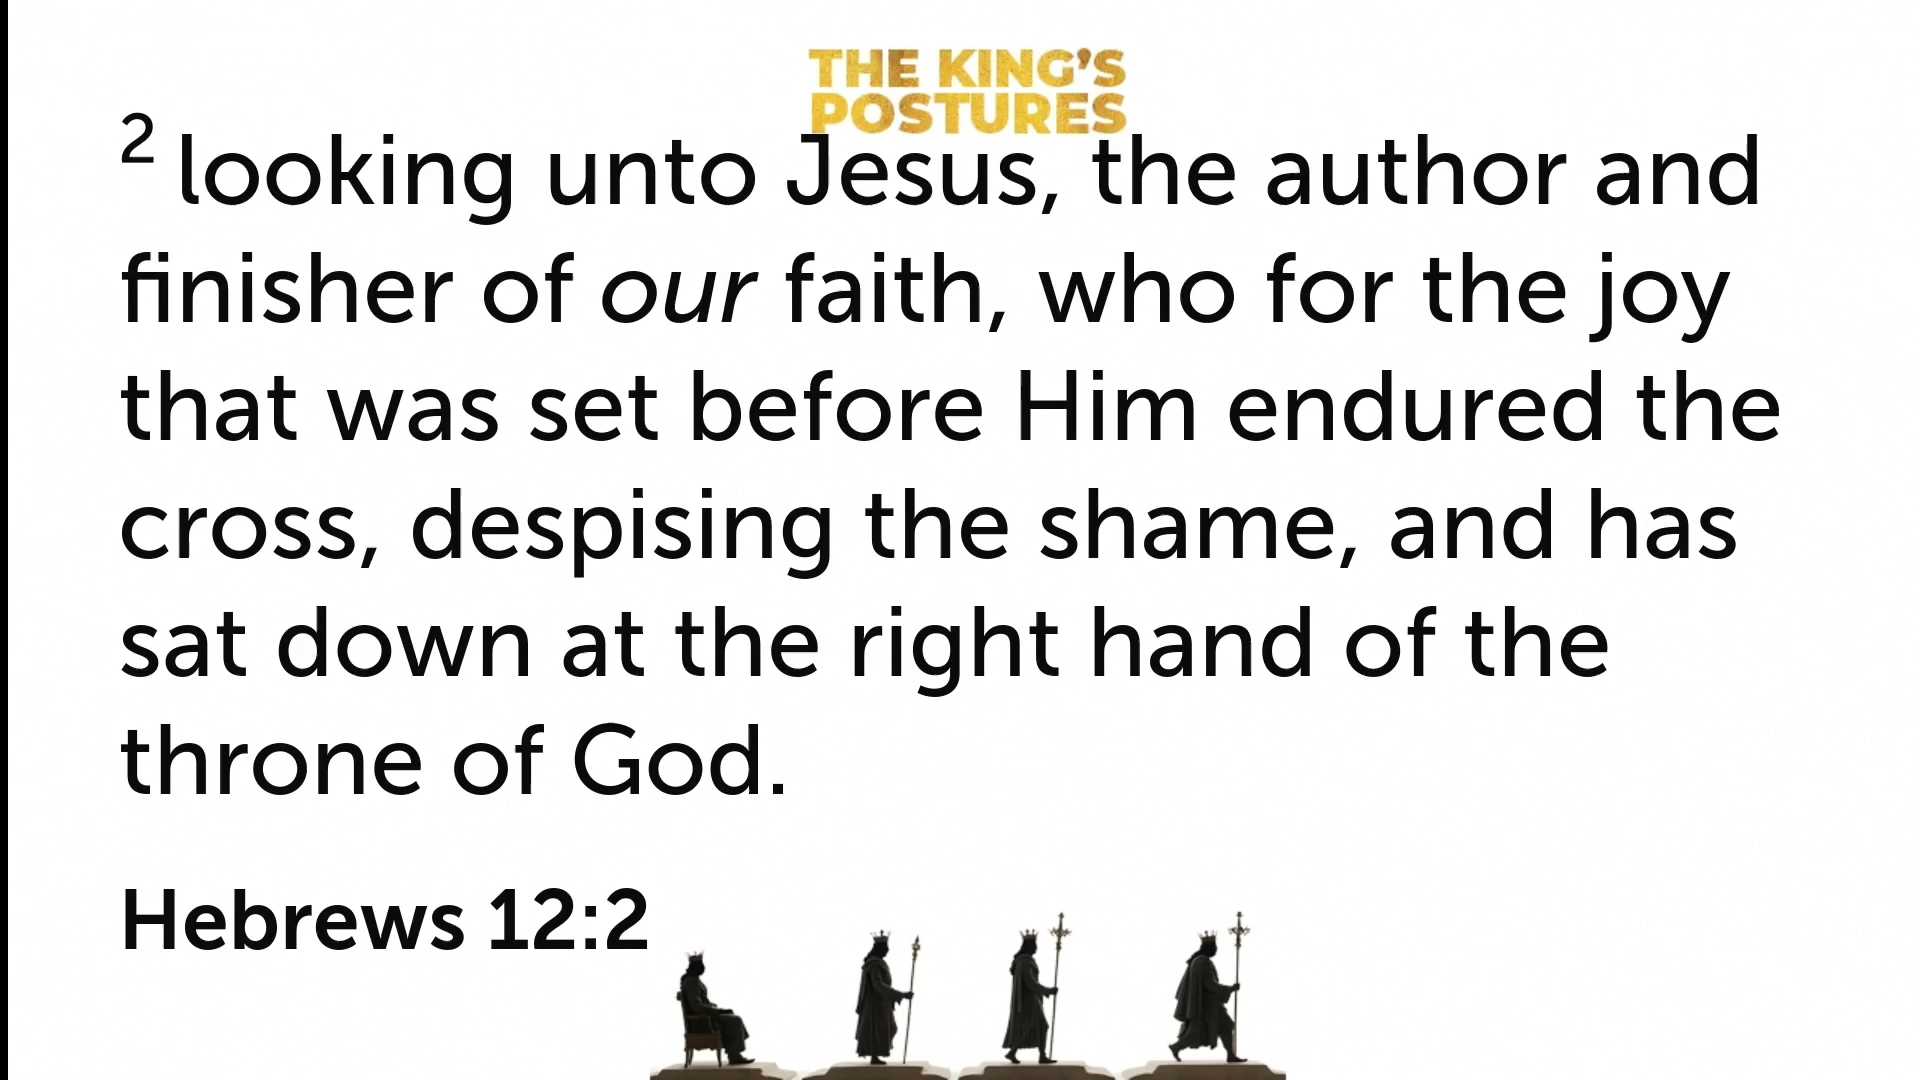 THE KING’S
POSTURES
2 looking unto Jesus, the author and
finisher of our faith, who for the joy
that was set before Him endured the
cross, despising the shame, and has
sat down at the right hand of the
throne of God.
Hebrews 12:2